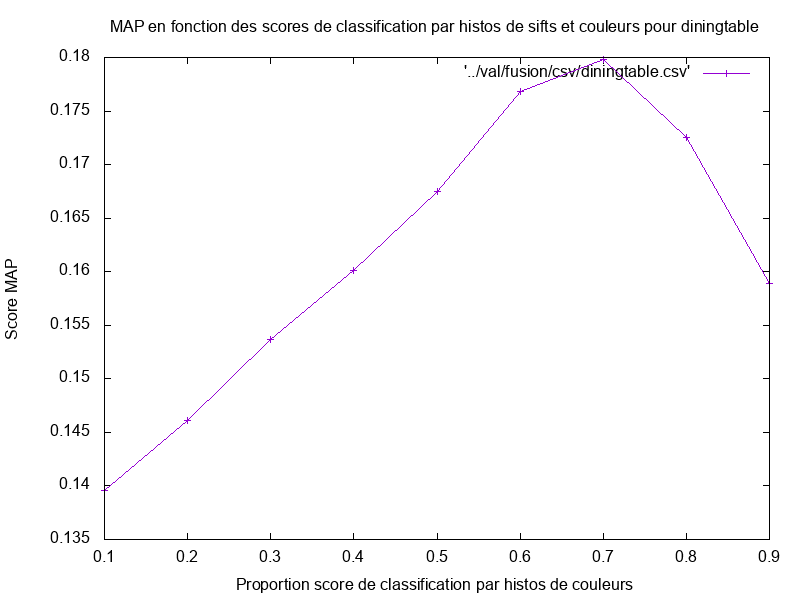 MAP en fonction des scores de classification par histos de sifts et couleurs pour diningtable
0.18
'../val/fusion/csv/diningtable.csv'
0.175
0.17
0.165
0.16
0.155
0.15
0.145
0.14
0.135
Score MAP
0.1 0.2 0.3 0.4 0.5 0.6 0.7 0.8 0.9
Proportion score de classification par histos de couleurs